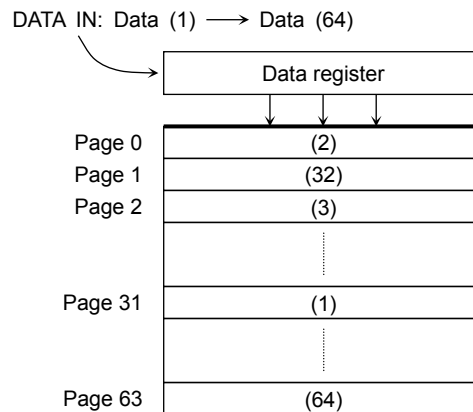 DATA IN: Data (1) → Data (64)
Data register
Page 0 (2)
Page 1 (32)
Page 2 (3)
Page 31 (1)
Page 63 (64)